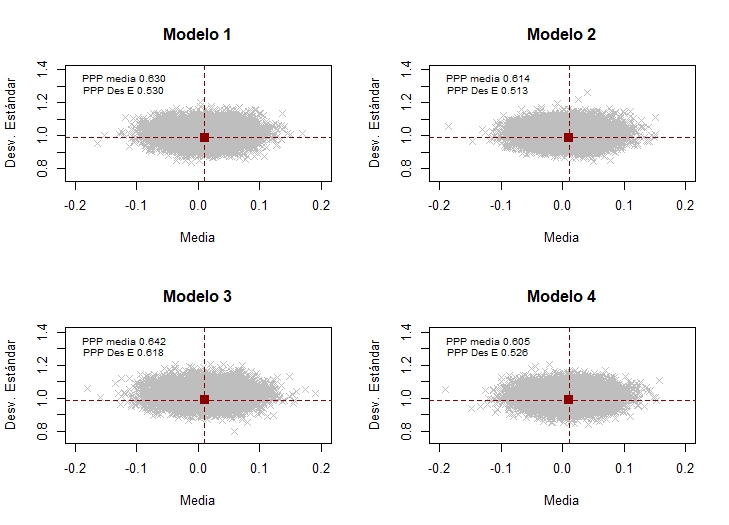 Modelo 1
PPP media 0.630
PPP Des E 0.530
Desv. Estándar
0.8 1.0 1.2 1.4
-0.2 -0.1 0.0 0.1 0.2
Media
Modelo 2
PPP media 0.614
PPP Des E 0.513
Desv. Estándar
0.8 1.0 1.2 1.4
-0.2 -0.1 0.0 0.1 0.2
Media
Modelo 3
PPP media 0.642
PPP Des E 0.618
Desv. Estándar
0.8 1.0 1.2 1.4
-0.2 -0.1 0.0 0.1 0.2
Media
Modelo 4
PPP media 0.605
PPP Des E 0.526
Desv. Estándar
0.8 1.0 1.2 1.4
-0.2 -0.1 0.0 0.1 0.2
Media